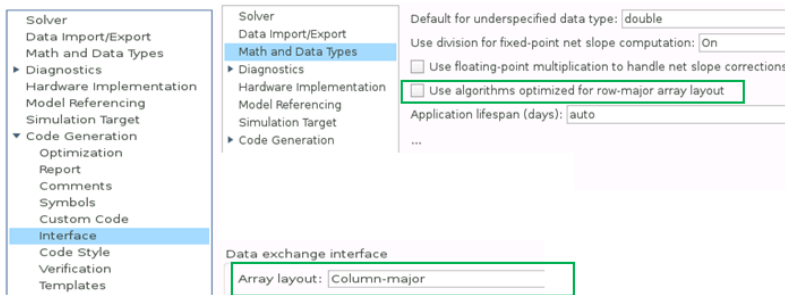 Solver
Data Import/Export
Math and Data Types
Diagnostics
Hardware Implementation
Model Referencing
Simulation Target
Code Generation
Optimization
Report
Comments
Symbols
Custom Code
Interface
Code Style
Verification
Templates
Solver
Data Import/Export
Math and Data Types
Diagnostics
Hardware Implementation
Model Referencing
Simulation Target
Code Generation
Default for underspecified data type: double
Use division for fixed-point net slope computation: On
Use floating-point multiplication to handle net slope corrections
Use algorithms optimized for row-major array layout
Application lifespan (days): auto
...
Data exchange interface
Array layout: Column-major